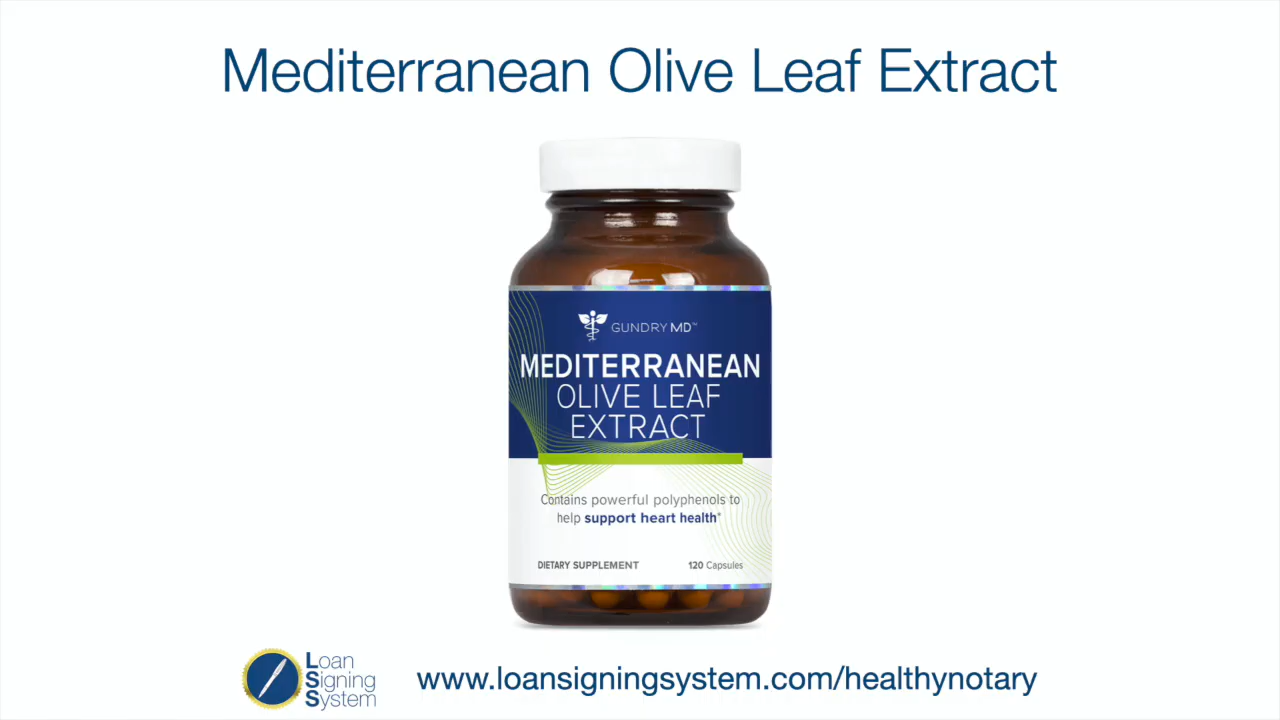 Mediterranean Olive Leaf Extract
GUNDRY MD™
MEDITERRANEAN
OLIVE LEAF
EXTRACT
Contains powerful polyphenols to
help support heart health*
DIETARY SUPPLEMENT 120 Capsules
Loan
Signing
System
www.loansigningsystem.com/healthynotary